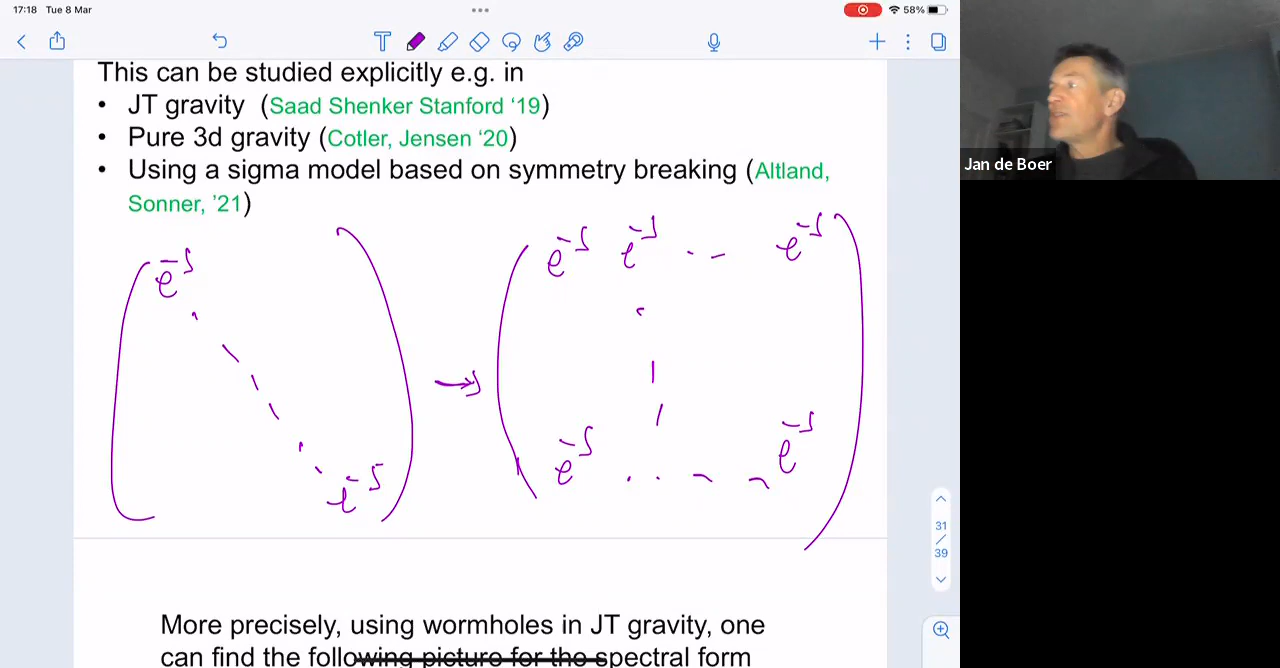 17:18 Tue 8 Mar
58%
This can be studied explicitly e.g. in
• JT gravity (Saad Shenker Stanford ‘19)
• Pure 3d gravity (Cotler, Jensen ‘20)
• Using a sigma model based on symmetry breaking (Altland,
Sonner, ’21)
Jan de Boer
e^-S
e^-S
→
e^-S e^-S .. e^-S
e^-S .... e^-S
31
/
39
More precisely, using wormholes in JT gravity, one
can find the following picture for the spectral form